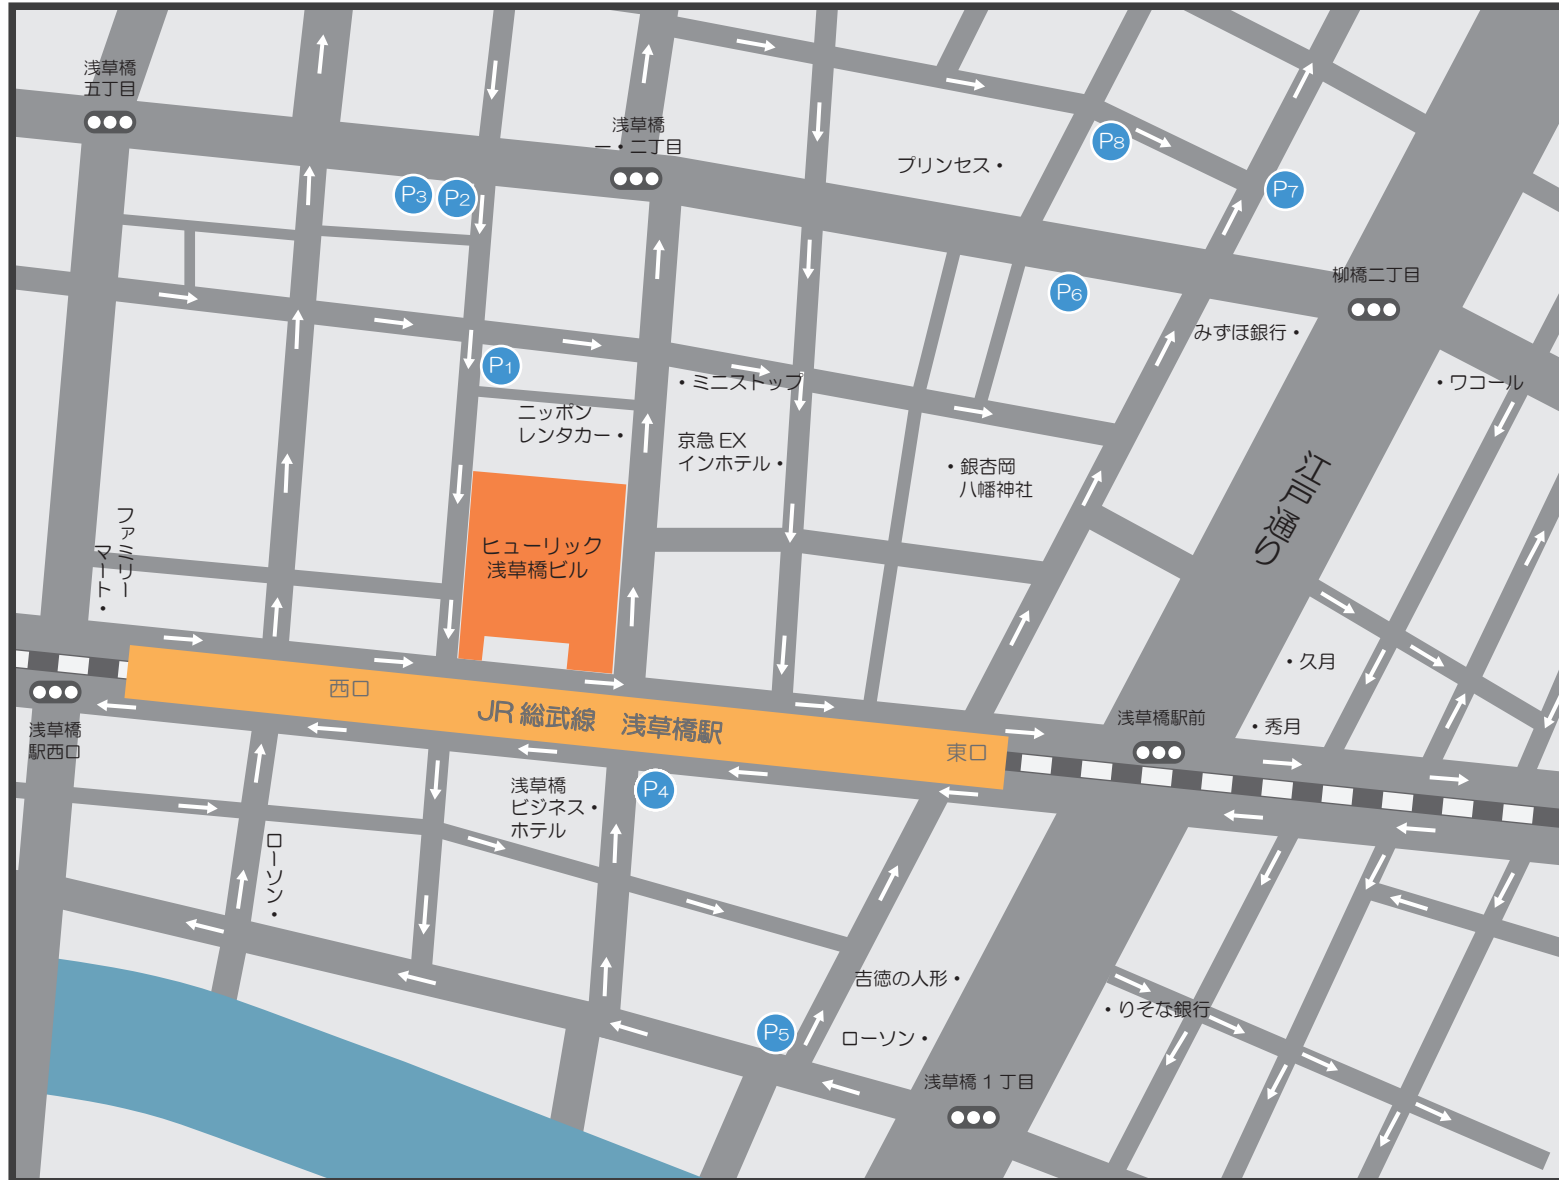 浅草橋
五丁目
浅草橋
一・二丁目
プリンセス・
P8
P3
P2
P7
P6
柳橋二丁目
みずほ銀行・
P1
・ミニストップ
・ワコール
ニッポン
レンタカー・
京急 EX
インホテル・
・銀杏岡
八幡神社
江戸通り
ファミリー
マート・
ヒューリック
浅草橋ビル
・久月
西口
JR 総武線　浅草橋駅
浅草橋駅前
・秀月
浅草橋
駅西口
東口
浅草橋
ビジネス・
ホテル
P4
ローソン・
吉徳の人形・
・りそな銀行
P5
ローソン・
浅草橋 1 丁目